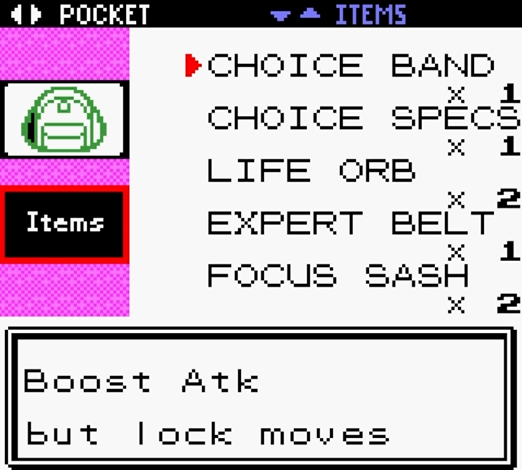 POCKET ITEMS
CHOICE BAND
× 1
CHOICE SPECS
× 1
LIFE ORB
× 2
Items
EXPERT BELT
× 1
FOCUS SASH
× 2
Boost Atk
but lock moves